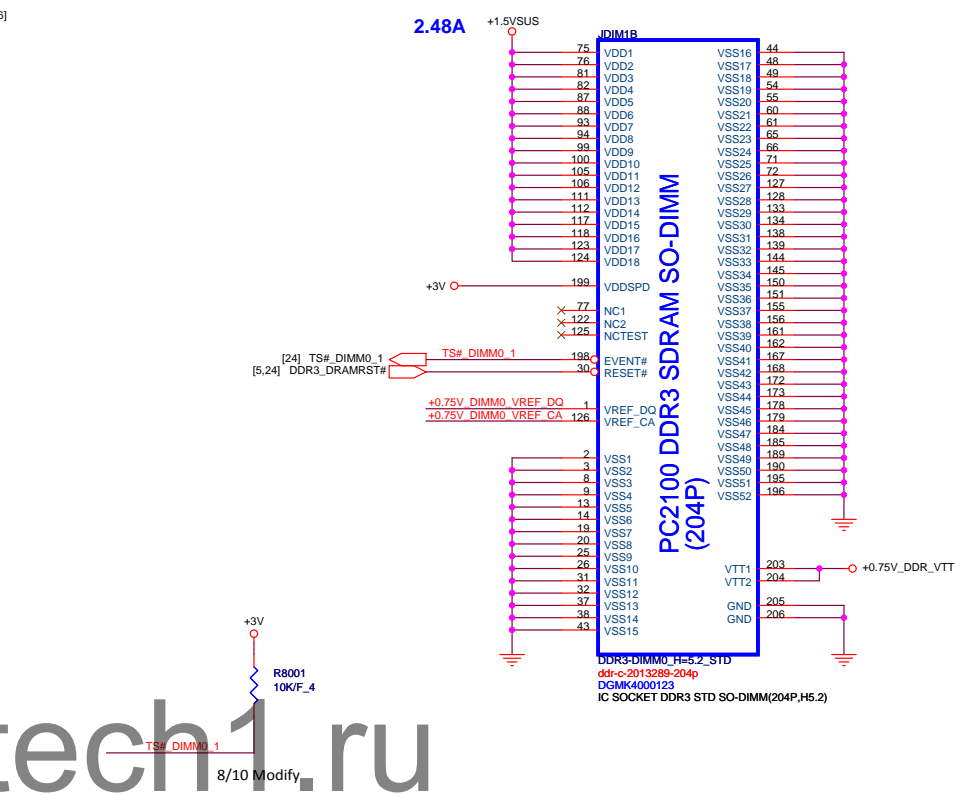 6]
2.48A
+1.5VSUS
JDIM1B
75 VDD1 VSS16 44
76 VDD2 VSS17 48
81 VDD3 VSS18 49
82 VDD4 VSS19 54
87 VDD5 VSS20 55
88 VDD6 VSS21 60
93 VDD7 VSS22 61
94 VDD8 VSS23 65
99 VDD9 VSS24 66
100 VDD10 VSS25 71
105 VDD11 VSS26 72
106 VDD12 VSS27 127
111 VDD13 VSS28 128
112 VDD14 VSS29 133
117 VDD15 VSS30 134
118 VDD16 VSS31 138
123 VDD17 VSS32 139
124 VDD18 VSS33 144
VSS34 145
+3V 199 VDDSPD VSS35 150
VSS36 151
77 NC1 VSS37 155
122 NC2 VSS38 156
125 NCTEST VSS39 161
VSS40 162
[24] TS#_DIMM0_1 TS#_DIMM0_1 198 EVENT# VSS41 167
[5,24] DDR3_DRAMRST# 30 RESET# VSS42 168
VSS43 172
VSS44 173
+0.75V_DIMM0_VREF_DQ 1 VREF_DQ VSS45 178
+0.75V_DIMM0_VREF_CA 126 VREF_CA VSS46 179
VSS47 184
VSS48 185
2 VSS1 VSS49 189
3 VSS2 VSS50 190
8 VSS3 VSS51 195
9 VSS4 VSS52 196
13 VSS5
14 VSS6
19 VSS7
20 VSS8
25 VSS9
26 VSS10 VTT1 203 +0.75V_DDR_VTT
31 VSS11 VTT2 204
32 VSS12
37 VSS13 GND 205
38 VSS14 GND 206
43 VSS15
PC2100 DDR3 SDRAM SO-DIMM
(204P)
DDR3-DIMM0_H=5.2_STD
ddr-c-2013289-204p
DGMK4000123
IC SOCKET DDR3 STD SO-DIMM(204P,H5.2)
+3V
R8001
10K/F_4
TS#_DIMM0_1
8/10 Modify
tech1.ru